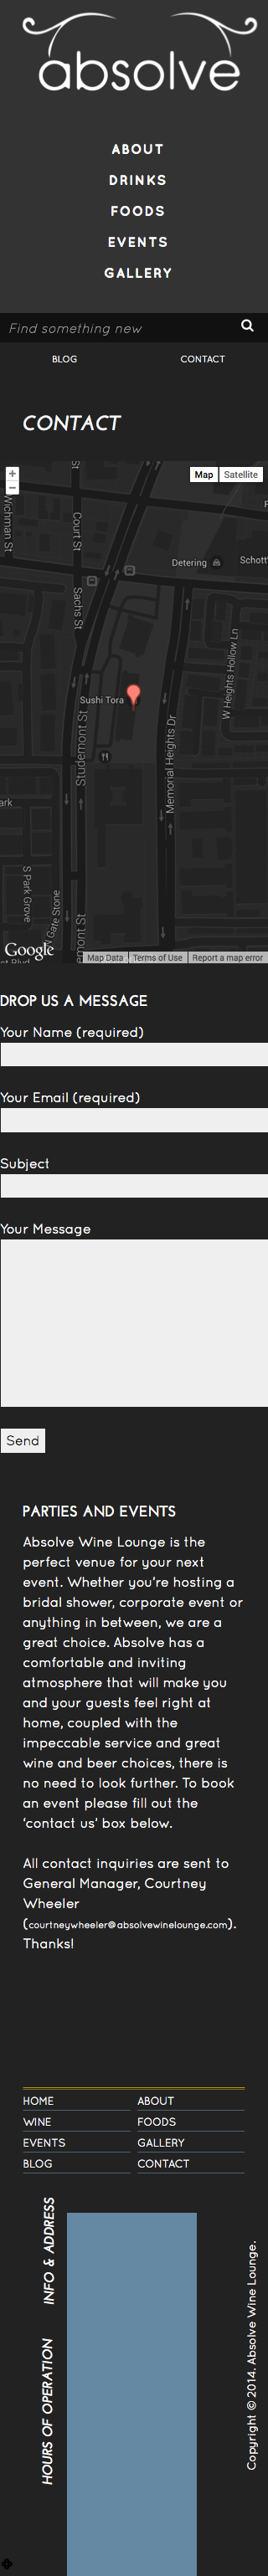 absolve
ABOUT
DRINKS
FOODS
EVENTS
GALLERY
Find something new
BLOG
CONTACT
CONTACT
+
−
Map
Satellite
Wichman St
Court St
Sachs St
Detering
Schott'
W Heights Hollow Ln
Sushi Tora
Studemont St
Memorial Heights Dr
ark
S Park Grove
N Gate Stone
emont St
Google
Map Data
Terms of Use
Report a map error
DROP US A MESSAGE
Your Name (required)
Your Email (required)
Subject
Your Message
Send
PARTIES AND EVENTS
Absolve Wine Lounge is the
perfect venue for your next
event. Whether you're hosting a
bridal shower, corporate event or
anything in between, we are a
great choice. Absolve has a
comfortable and inviting
atmosphere that will make you
and your guests feel right at
home, coupled with the
impeccable service and great
wine and beer choices, there is
no need to look further. To book
an event please fill out the
‘contact us’ box below.
All contact inquiries are sent to
General Manager, Courtney
Wheeler
(courtneywheeler@absolvewinelounge.com).
Thanks!
HOME
ABOUT
WINE
FOODS
EVENTS
GALLERY
BLOG
CONTACT
INFO & ADDRESS
HOURS OF OPERATION
Copyright © 2014. Absolve Wine Lounge.